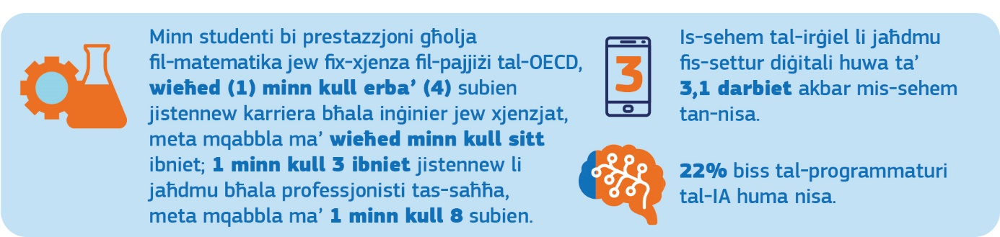 Minn studenti bi prestazzjoni għolja
fil-matematika jew fix-xjenza fil-pajjiżi tal-OECD,
wieħed (1) minn kull erba’ (4) subien
jistennew karriera bħala inġinier jew xjenzjat,
meta mqabbla ma’ wieħed minn kull sitt
ibniet; 1 minn kull 3 ibniet jistennew li
jaħdmu bħala professjonisti tas-saħħa,
meta mqabbla ma’ 1 minn kull 8 subien.
3
Is-sehem tal-irġiel li jaħdmu
fis-settur diġitali huwa ta’
3,1 darbiet akbar mis-sehem
tan-nisa.
22% biss tal-programmaturi
tal-IA huma nisa.